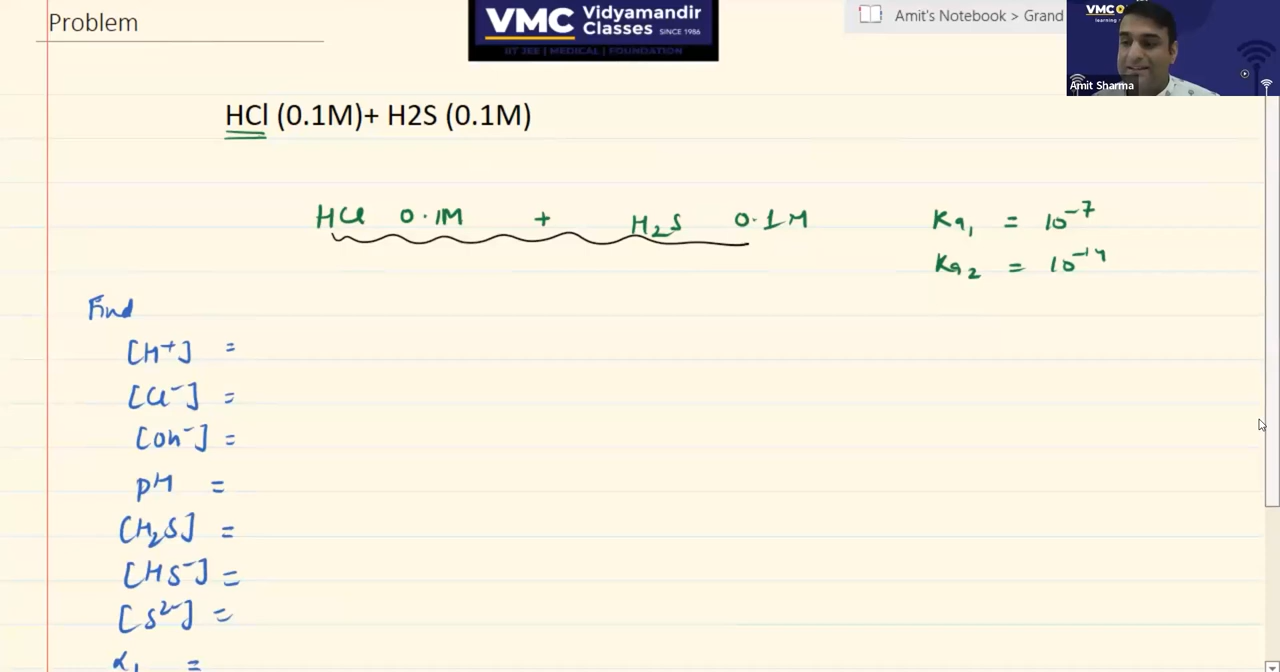 Problem
VMC Vidyamandir Classes SINCE 1986
IIT JEE | MEDICAL | FOUNDATION
Amit's Notebook > Grand
VMC
Amit Sharma
HCl (0.1M)+ H2S (0.1M)
HCl 0.1M + H₂S 0.1M
Ka₁ = 10⁻⁷
Ka₂ = 10⁻¹⁴
Find
[H⁺] =
[Cl⁻] =
[OH⁻] =
pH =
[H₂S] =
[HS⁻] =
[S²⁻] =
α₁ =